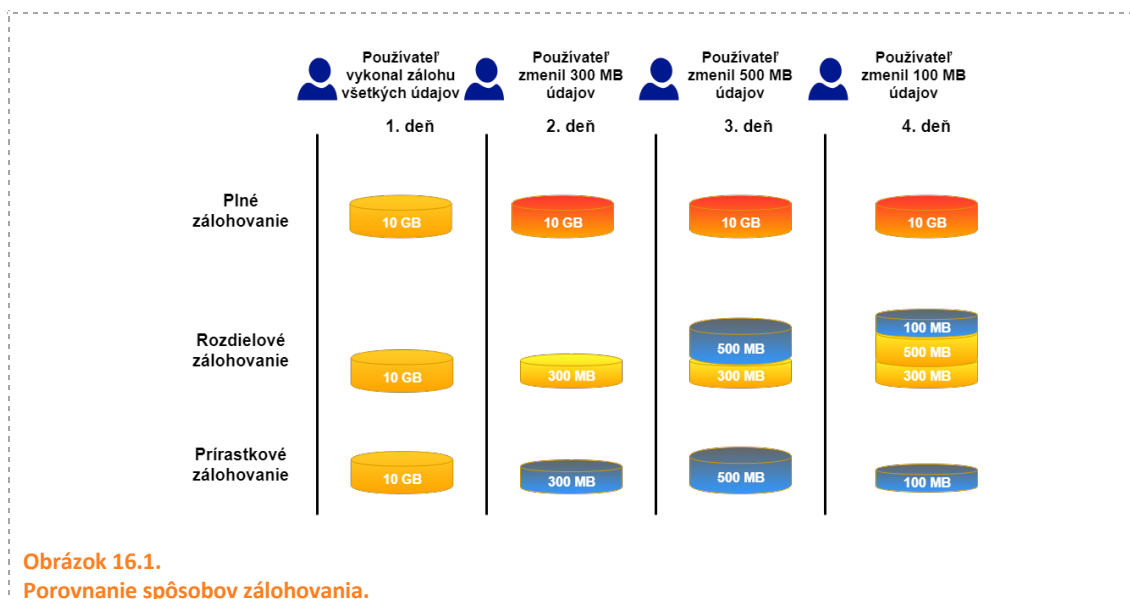 Používateľ
vykonal zálohu
všetkých údajov
Používateľ
zmenil 300 MB
údajov
Používateľ
zmenil 500 MB
údajov
Používateľ
zmenil 100 MB
údajov
1. deň
2. deň
3. deň
4. deň
Plné
zálohovanie
10 GB
10 GB
10 GB
10 GB
Rozdielové
zálohovanie
10 GB
300 MB
500 MB
300 MB
100 MB
500 MB
300 MB
Prírastkové
zálohovanie
10 GB
300 MB
500 MB
100 MB
Obrázok 16.1.
Porovnanie spôsobov zálohovania.